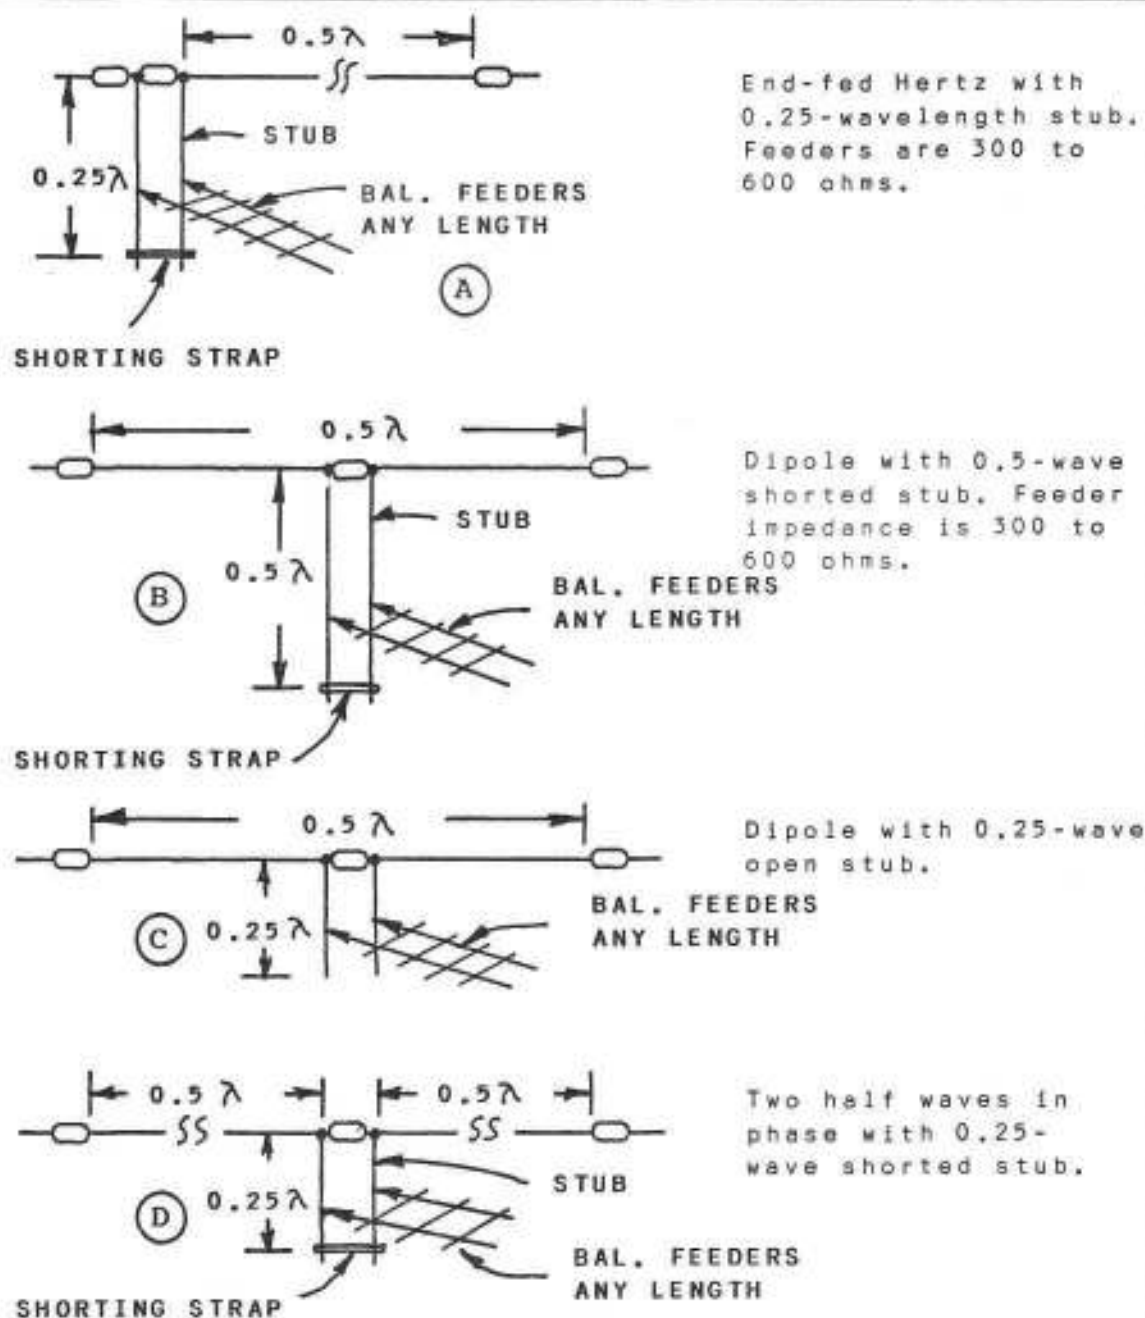 0.5λ
End-fed Hertz with
0.25-wavelength stub.
Feeders are 300 to
600 ohms.
STUB
0.25λ
BAL. FEEDERS
ANY LENGTH
A
SHORTING STRAP
0.5λ
Dipole with 0.5-wave
shorted stub. Feeder
impedance is 300 to
600 ohms.
STUB
0.5λ
B
BAL. FEEDERS
ANY LENGTH
SHORTING STRAP
0.5λ
Dipole with 0.25-wave
open stub.
BAL. FEEDERS
ANY LENGTH
C
0.25λ
0.5λ
0.5λ
Two half waves in
phase with 0.25-
wave shorted stub.
STUB
0.25λ
D
BAL. FEEDERS
ANY LENGTH
SHORTING STRAP